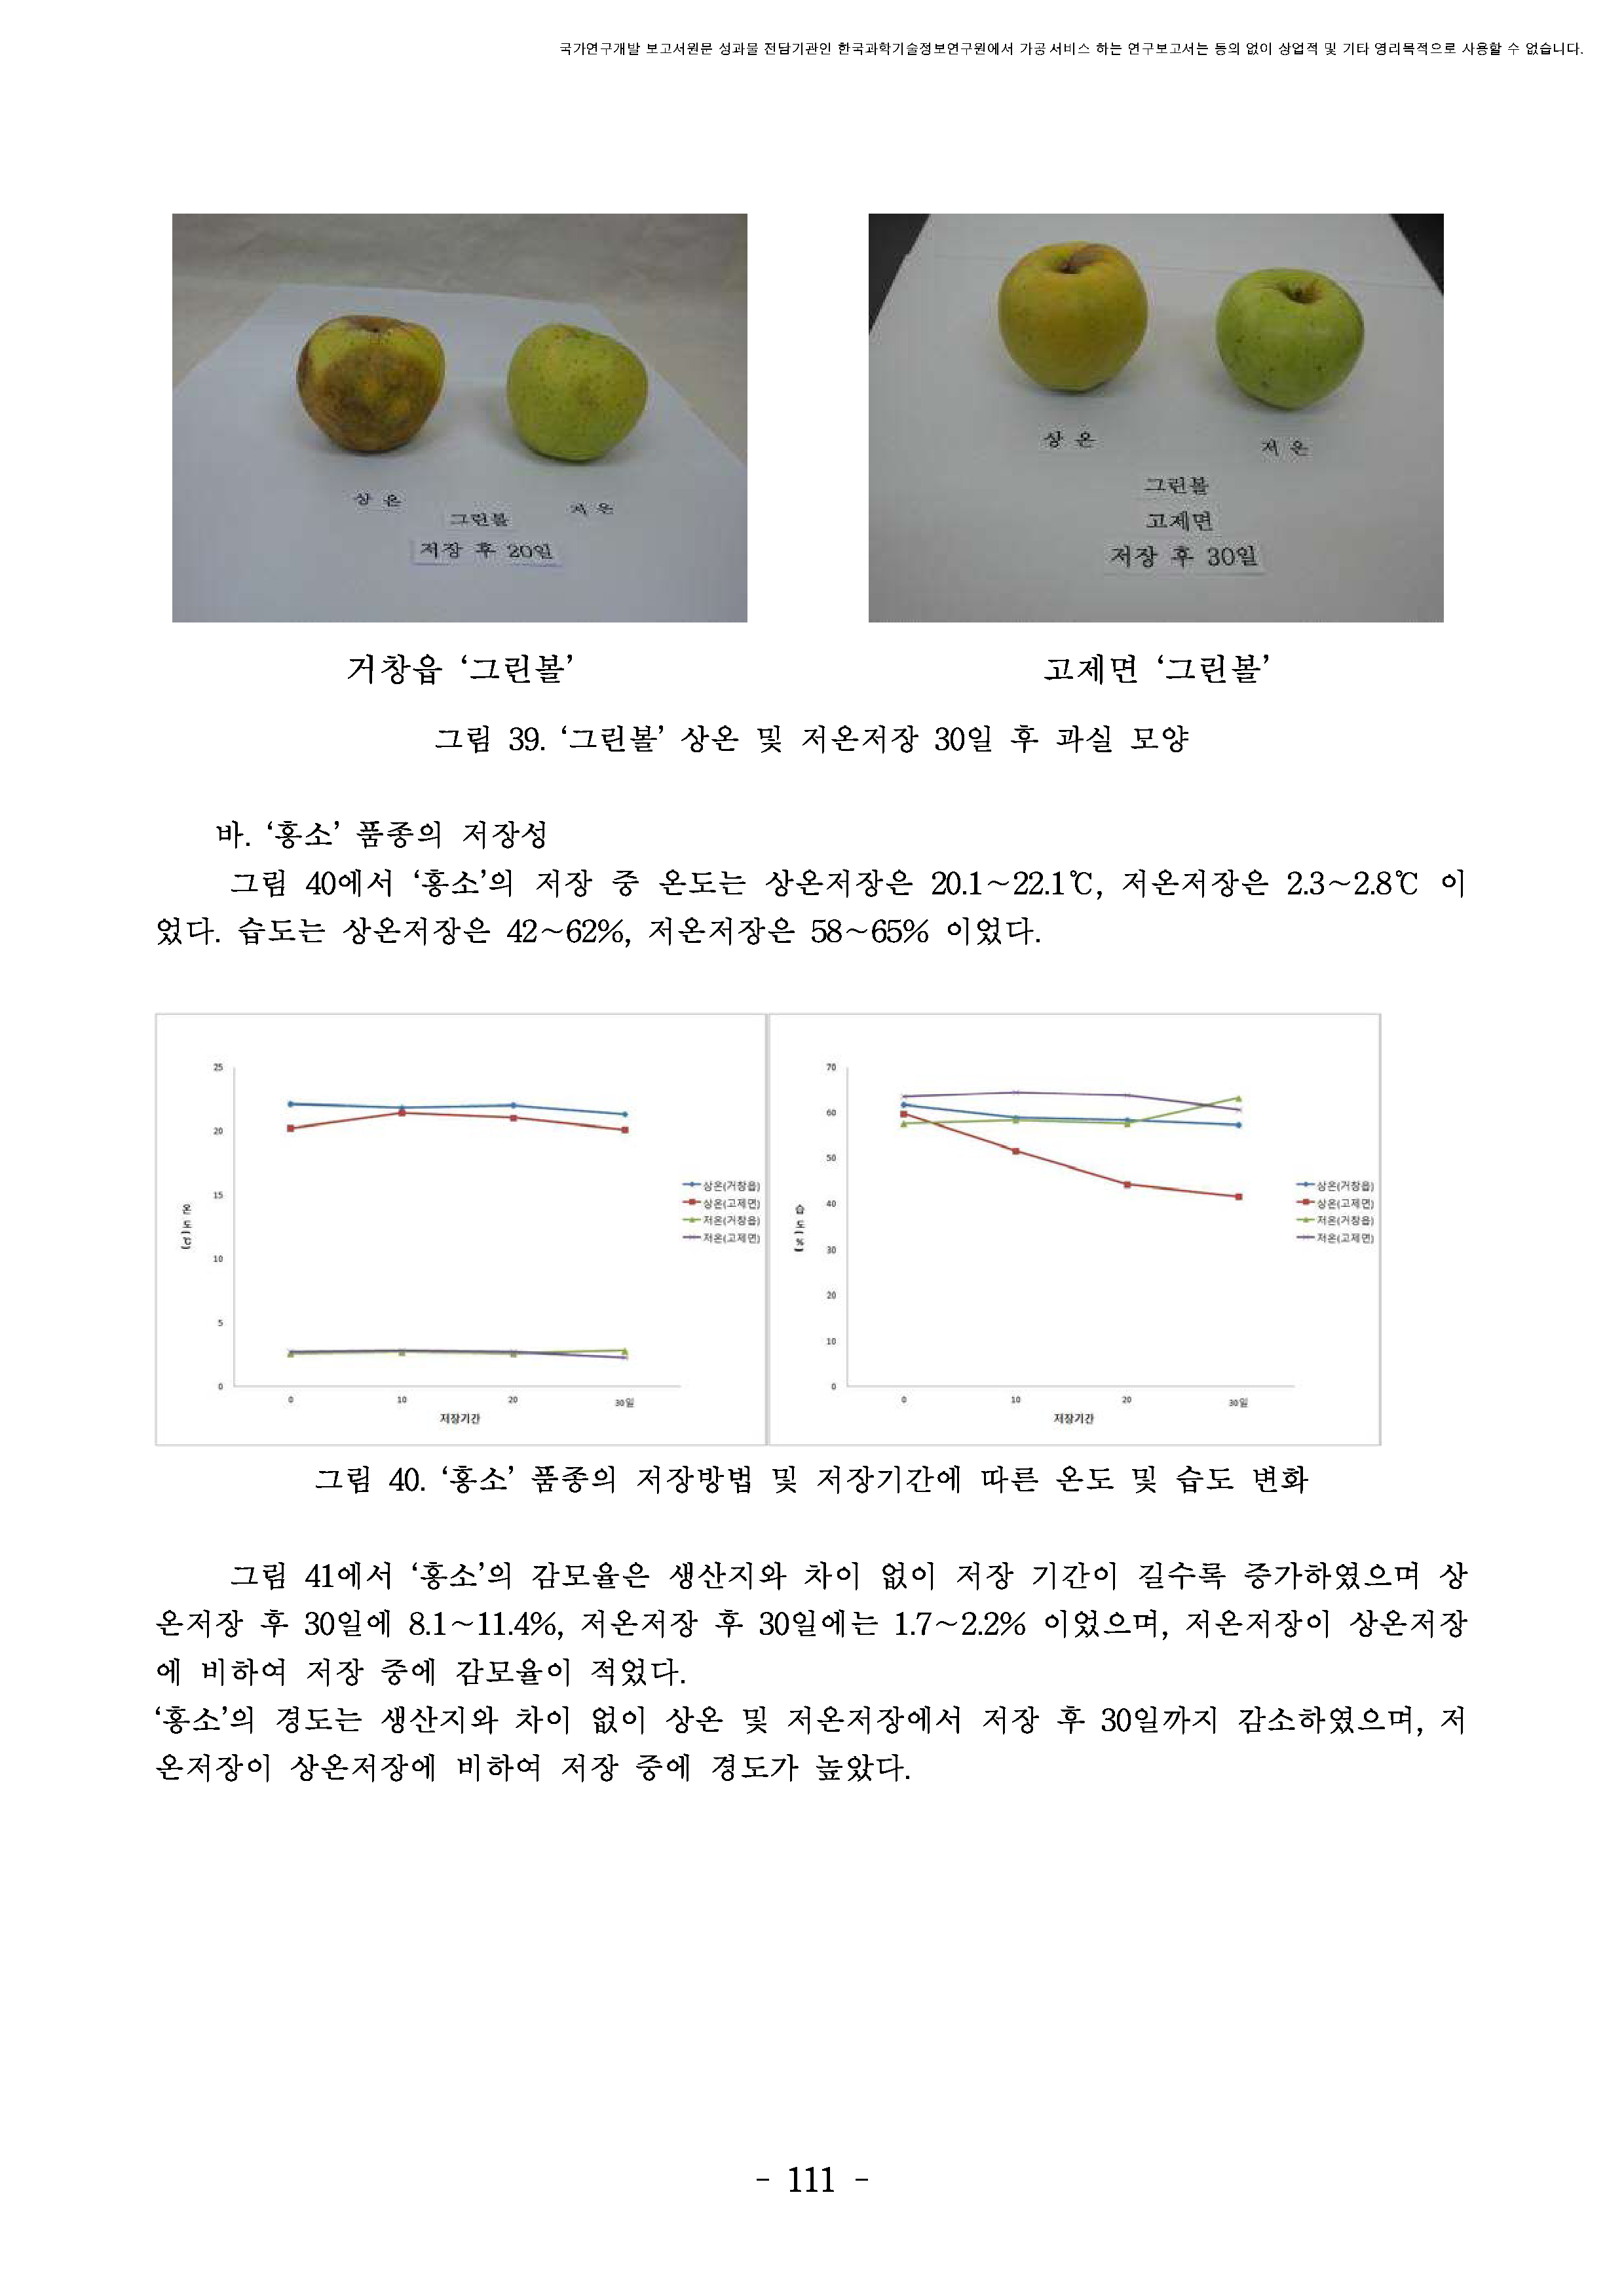 국가연구개발 보고서원문 성과물 전담기관인 한국과학기술정보연구원에서 가공·서비스 하는 연구보고서는 동의 없이 상업적 및 기타 영리목적으로 사용할 수 없습니다.
상 온
저 온
그린볼
저장 후 20일
상 온
저 온
그린볼
고제면
저장 후 30일
거창읍 ‘그린볼’
고제면 ‘그린볼’
그림 39. ‘그린볼’ 상온 및 저온저장 30일 후 과실 모양
바. ‘홍소’ 품종의 저장성
그림 40에서 ‘홍소’의 저장 중 온도는 상온저장은 20.1~22.1℃, 저온저장은 2.3~2.8℃ 이
었다. 습도는 상온저장은 42~62%, 저온저장은 58~65% 이었다.
25
20
15
10
5
0
온도(℃)
0
10
20
30일
저장기간
상온(거창읍)
상온(고제면)
저온(거창읍)
저온(고제면)
70
60
50
40
30
20
10
0
습도(%)
0
10
20
30일
저장기간
상온(거창읍)
상온(고제면)
저온(거창읍)
저온(고제면)
그림 40. ‘홍소’ 품종의 저장방법 및 저장기간에 따른 온도 및 습도 변화
그림 41에서 ‘홍소’의 감모율은 생산지와 차이 없이 저장 기간이 길수록 증가하였으며 상
온저장 후 30일에 8.1~11.4%, 저온저장 후 30일에는 1.7~2.2% 이었으며, 저온저장이 상온저장
에 비하여 저장 중에 감모율이 적었다.
‘홍소’의 경도는 생산지와 차이 없이 상온 및 저온저장에서 저장 후 30일까지 감소하였으며, 저
온저장이 상온저장에 비하여 저장 중에 경도가 높았다.
- 111 -